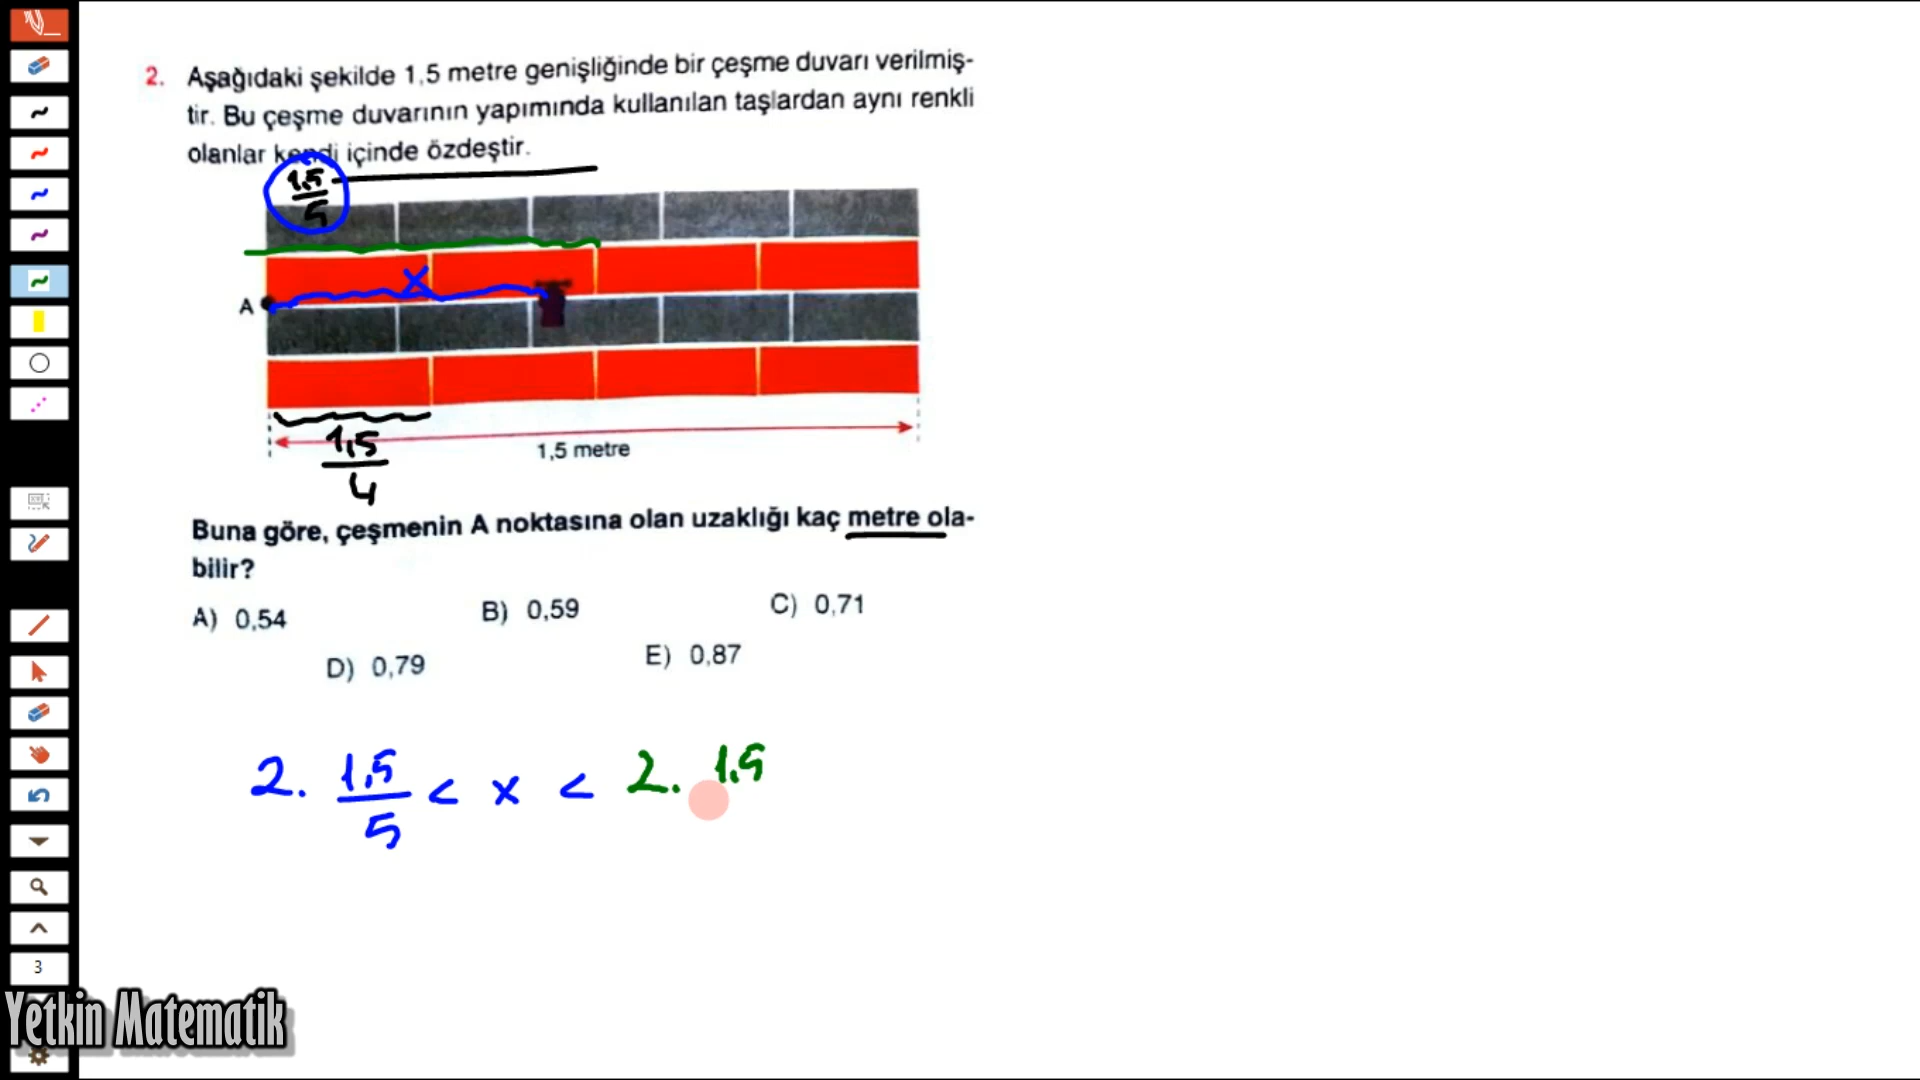 2. Aşağıdaki şekilde 1,5 metre genişliğinde bir çeşme duvarı verilmiş-
tir. Bu çeşme duvarının yapımında kullanılan taşlardan aynı renkli
olanlar kendi içinde özdeştir.
1,5
5
x
A
1,5 metre
1,5
4
Buna göre, çeşmenin A noktasına olan uzaklığı kaç metre ola-
bilir?
A) 0,54 B) 0,59 C) 0,71
D) 0,79 E) 0,87
2. 1,5 < x < 2. 1,5
5
3
Yetkin Matematik